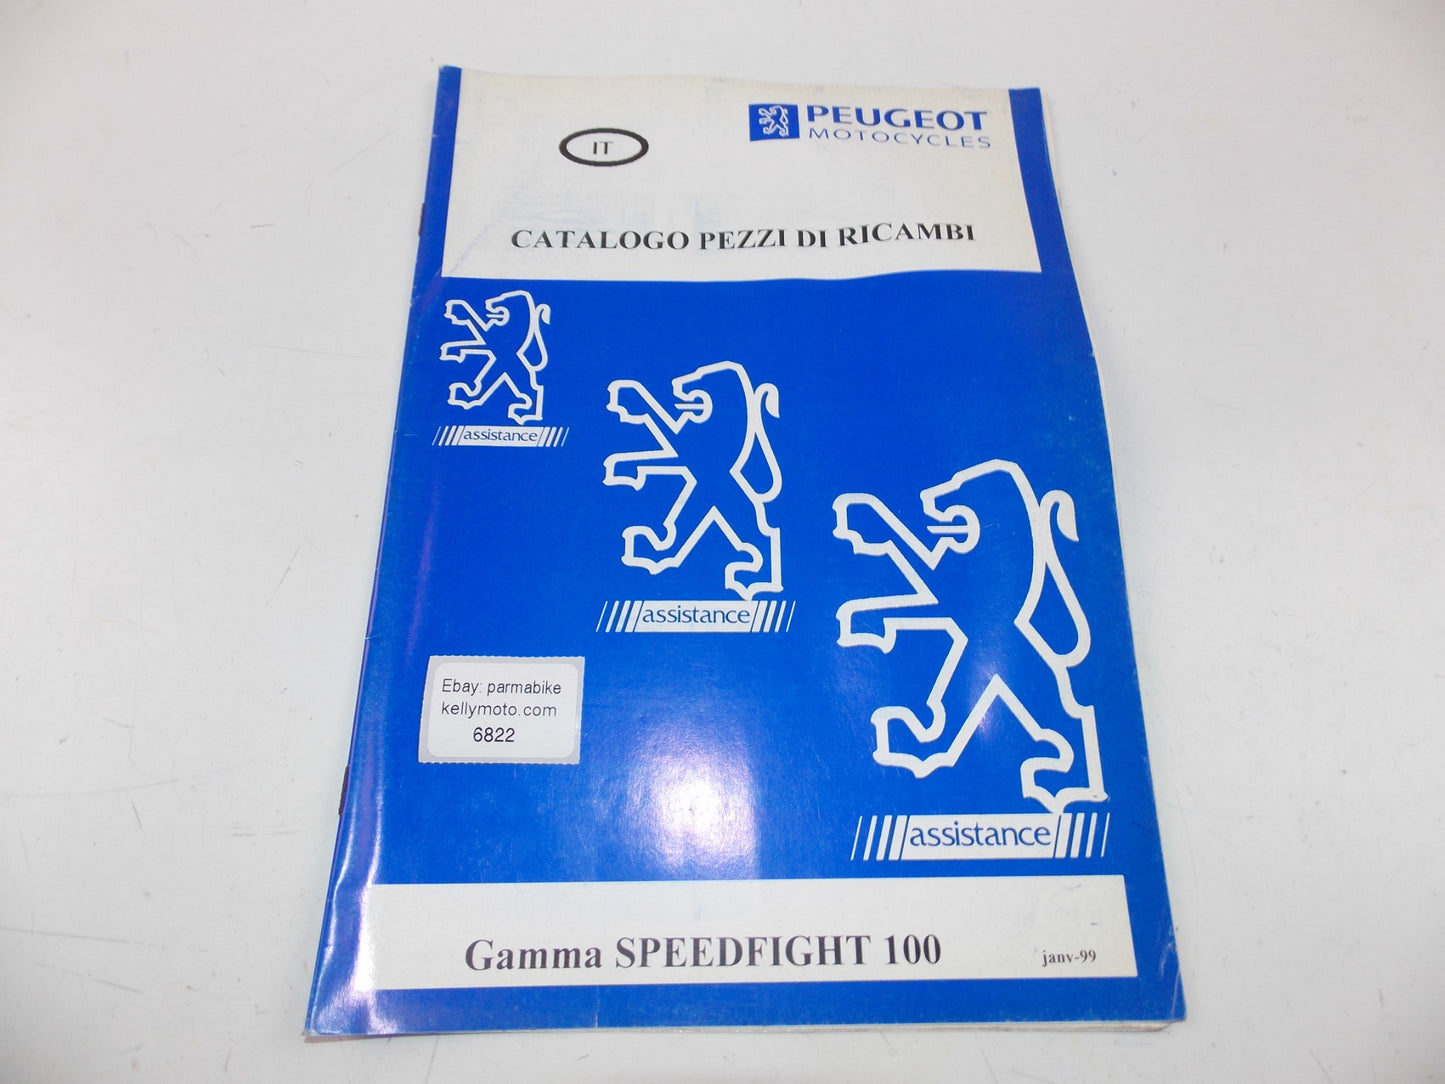 IT
PEUGEOT
MOTOCYCLES
CATALOGO PEZZI DI RICAMBI
assistance
assistance
assistance
Ebay: parmabike
kellymoto.com
6822
Gamma SPEEDFIGHT 100
janv-99